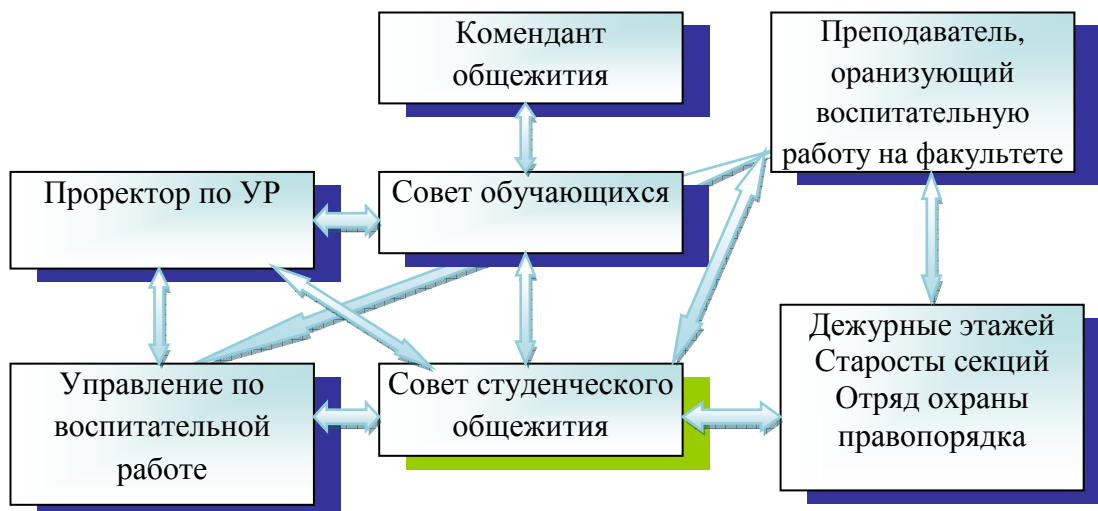 Комендант
общежития
Преподаватель,
оранизующий
воспитательную
работу на факультете
Проректор по УР
Совет обучающихся
Управление по
воспитательной
работе
Совет студенческого
общежития
Дежурные этажей
Старосты секций
Отряд охраны
правопорядка